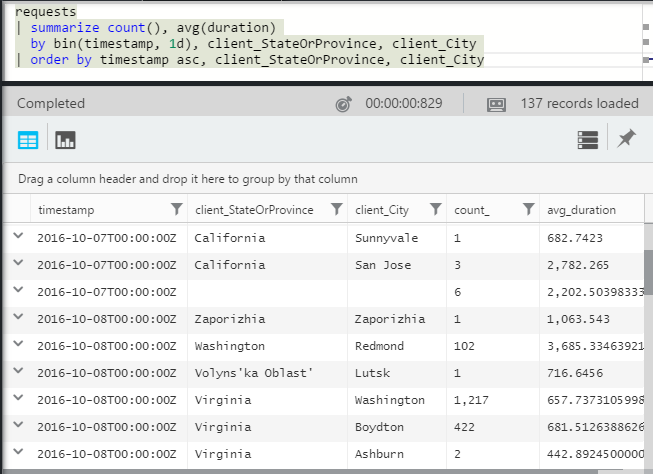 requests
| summarize count(), avg(duration)
by bin(timestamp, 1d), client_StateOrProvince, client_City
| order by timestamp asc, client_StateOrProvince, client_City
Completed 00:00:00:829 137 records loaded
Drag a column header and drop it here to group by that column
timestamp client_StateOrProvince client_City count_ avg_duration
2016-10-07T00:00:00Z California Sunnyvale 1 682.7423
2016-10-07T00:00:00Z California San Jose 3 2,782.265
2016-10-07T00:00:00Z 6 2,202.50398333
2016-10-08T00:00:00Z Zaporizhia Zaporizhia 1 1,063.543
2016-10-08T00:00:00Z Washington Redmond 102 3,685.33463921
2016-10-08T00:00:00Z Volyns'ka Oblast' Lutsk 1 716.6456
2016-10-08T00:00:00Z Virginia Washington 1,217 657.7373105998
2016-10-08T00:00:00Z Virginia Boydton 422 681.5126388626
2016-10-08T00:00:00Z Virginia Ashburn 2 442.8924500000